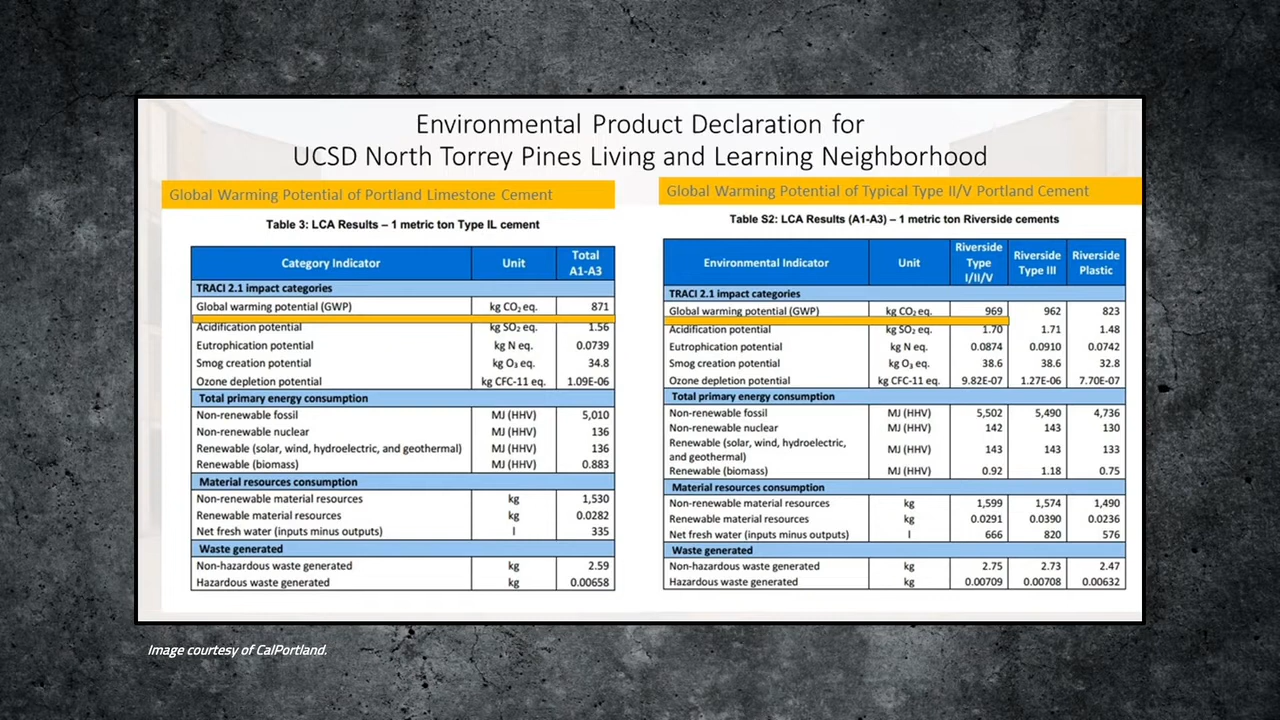 Environmental Product Declaration for
UCSD North Torrey Pines Living and Learning Neighborhood
Global Warming Potential of Portland Limestone Cement
Table 3: LCA Results – 1 metric ton Type IL cement
Category Indicator Unit Total A1-A3
TRACI 2.1 impact categories
Global warming potential (GWP) kg CO₂ eq. 871
Acidification potential kg SO₂ eq. 1.56
Eutrophication potential kg N eq. 0.0739
Smog creation potential kg O₃ eq. 34.8
Ozone depletion potential kg CFC-11 eq. 1.09E-06
Total primary energy consumption
Non-renewable fossil MJ (HHV) 5,010
Non-renewable nuclear MJ (HHV) 136
Renewable (solar, wind, hydroelectric, and geothermal) MJ (HHV) 136
Renewable (biomass) MJ (HHV) 0.883
Material resources consumption
Non-renewable material resources kg 1,530
Renewable material resources kg 0.0282
Net fresh water (inputs minus outputs) l 335
Waste generated
Non-hazardous waste generated kg 2.59
Hazardous waste generated kg 0.00658
Global Warming Potential of Typical Type II/V Portland Cement
Table S2: LCA Results (A1-A3) – 1 metric ton Riverside cements
Environmental Indicator Unit Riverside Type I/II/V Riverside Type III Riverside Plastic
TRACI 2.1 impact categories
Global warming potential (GWP) kg CO₂ eq. 969 962 823
Acidification potential kg SO₂ eq. 1.70 1.71 1.48
Eutrophication potential kg N eq. 0.0874 0.0910 0.0742
Smog creation potential kg O₃ eq. 38.6 38.6 32.8
Ozone depletion potential kg CFC-11 eq. 9.82E-07 1.27E-06 7.70E-07
Total primary energy consumption
Non-renewable fossil MJ (HHV) 5,502 5,490 4,736
Non-renewable nuclear MJ (HHV) 142 143 130
Renewable (solar, wind, hydroelectric,
and geothermal) MJ (HHV) 143 143 133
Renewable (biomass) MJ (HHV) 0.92 1.18 0.75
Material resources consumption
Non-renewable material resources kg 1,599 1,574 1,490
Renewable material resources kg 0.0291 0.0390 0.0236
Net fresh water (inputs minus outputs) l 666 820 576
Waste generated
Non-hazardous waste generated kg 2.75 2.73 2.47
Hazardous waste generated kg 0.00709 0.00708 0.00632
Image courtesy of CalPortland.